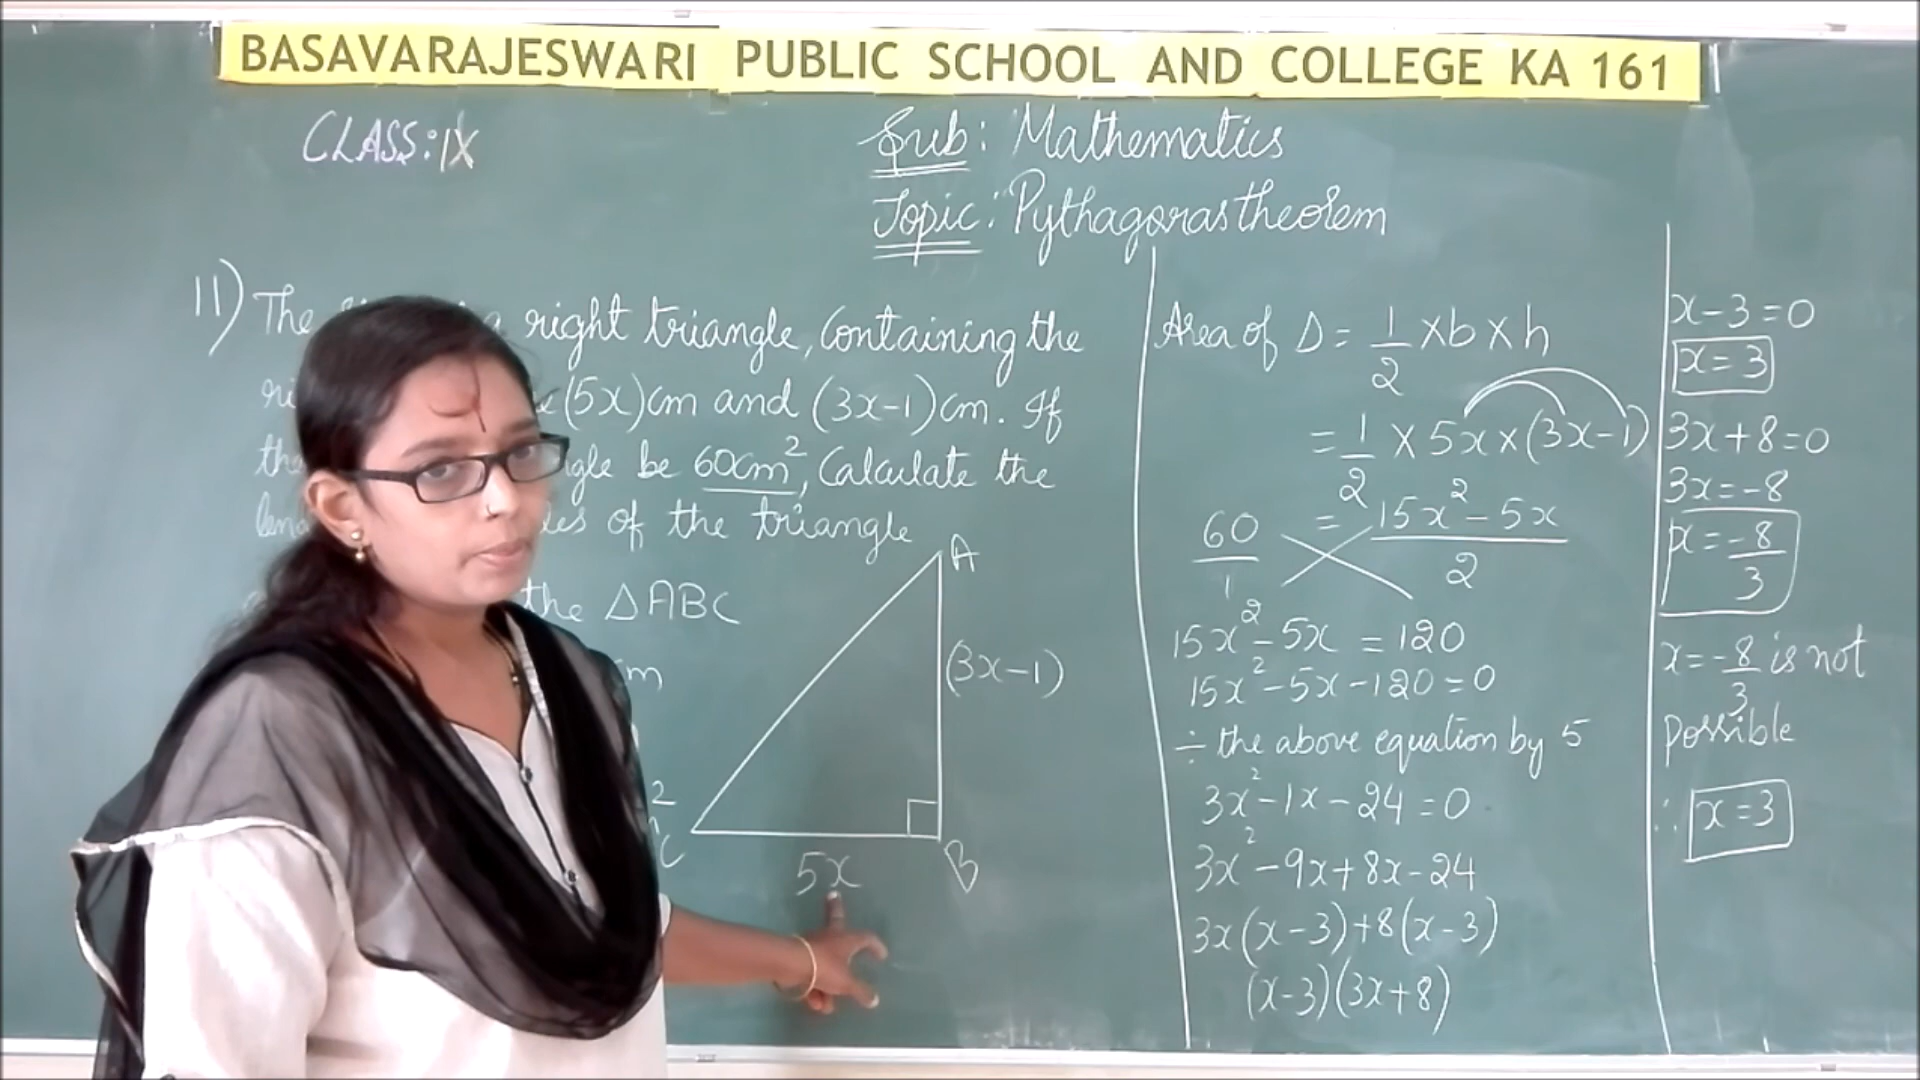 BASAVARAJESWARI PUBLIC SCHOOL AND COLLEGE KA 161
CLASS: IX
Sub: Mathematics
Topic: Pythagoras theorem
11) The right triangle, Containing the
(5x)cm and (3x-1)cm. If
be 60cm², Calculate the
of the triangle
the △ABC
A
(3x-1)
B
5x
C
Area of Δ = 1/2 × b × h
= 1/2 × 5x × (3x-1)
60/1 = 15x² - 5x / 2
15x² - 5x = 120
15x² - 5x - 120 = 0
÷ the above equation by 5
3x² - 1x - 24 = 0
3x² - 9x + 8x - 24
3x(x-3) + 8(x-3)
(x-3)(3x+8)
x - 3 = 0
x = 3
3x + 8 = 0
3x = -8
x = -8/3
x = -8/3 is not
possible
∴ x = 3